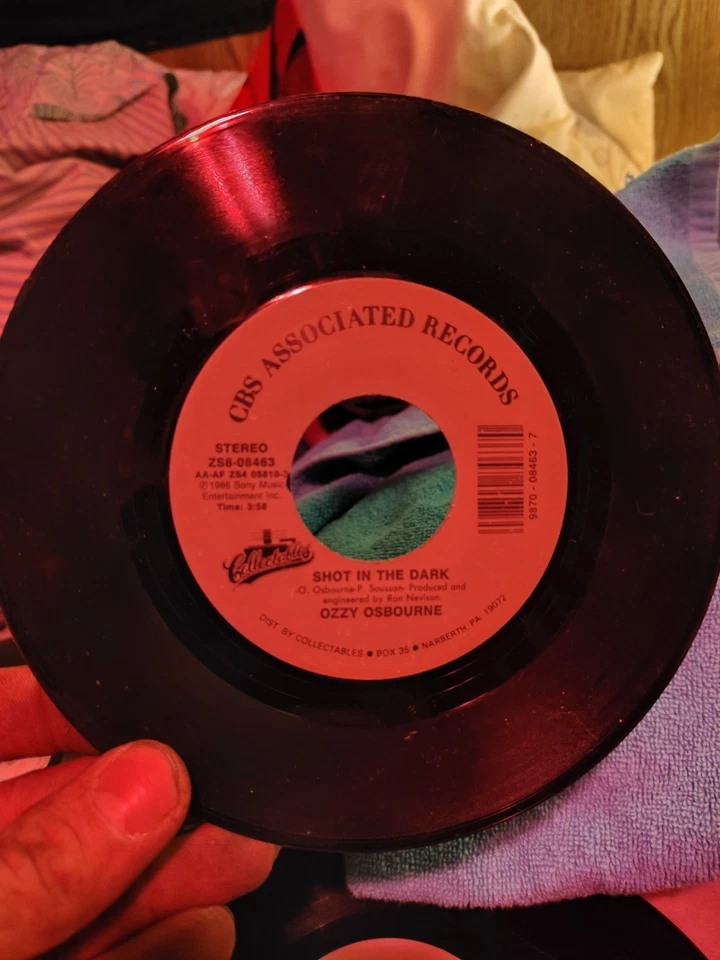 CBS ASSOCIATED RECORDS
STEREO
ZS8-08463
AA-AF ZS4 05810-
℗1986 Sony Music
Entertainment Inc.
Time: 3:58
9870 - 08463 - 7
Collectables
SHOT IN THE DARK
-O. Osbourne-P. Soussan- Produced and
engineered by Ron Nevison
OZZY OSBOURNE
DIST. BY COLLECTABLES ● BOX 35 ● NARBERTH, PA 19072